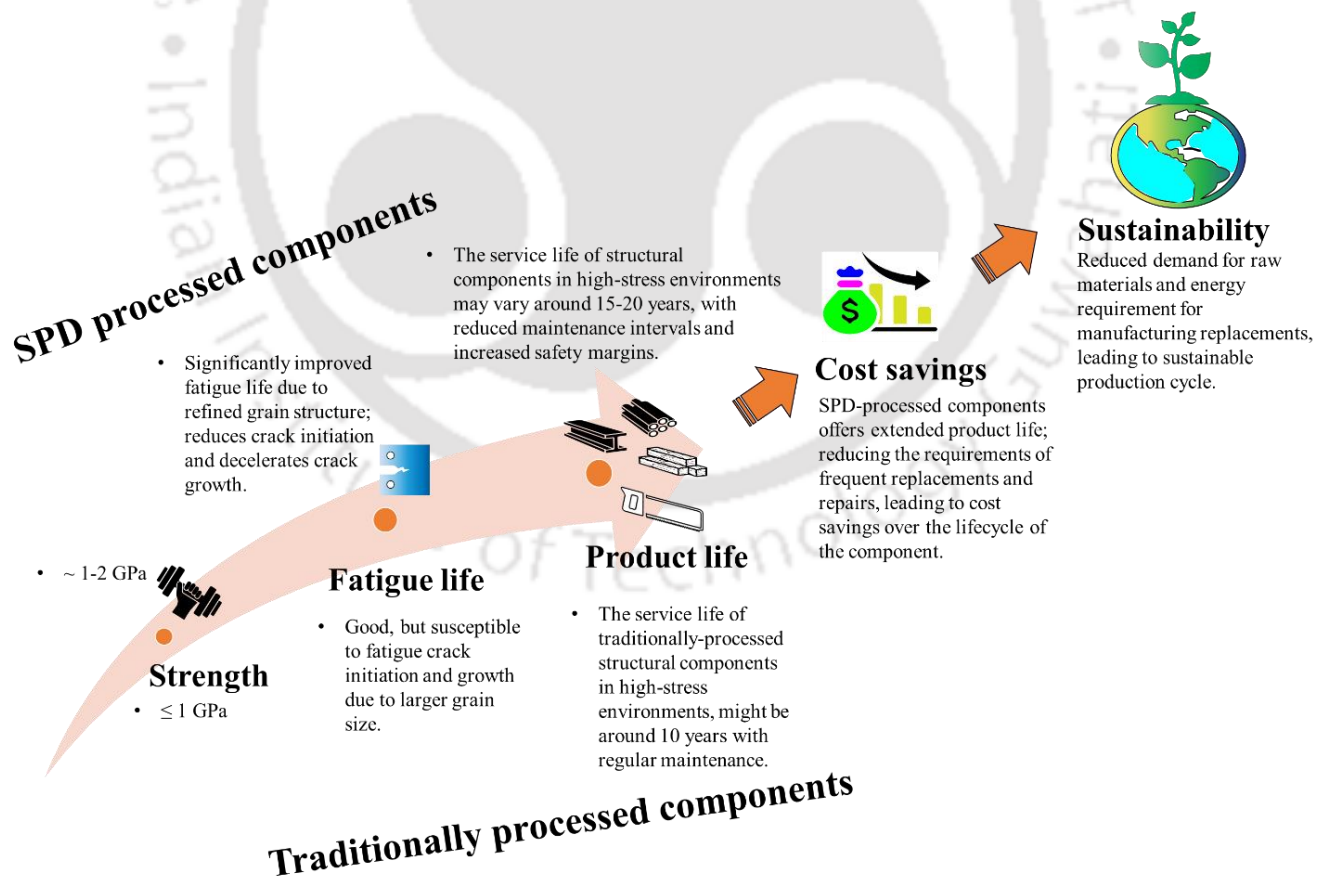 SPD processed components
• Significantly improved
fatigue life due to
refined grain structure;
reduces crack initiation
and decelerates crack
growth.
• The service life of structural
components in high-stress environments
may vary around 15-20 years, with
reduced maintenance intervals and
increased safety margins.
• ~ 1-2 GPa
Strength
• ≤ 1 GPa
Fatigue life
• Good, but susceptible
to fatigue crack
initiation and growth
due to larger grain
size.
Product life
• The service life of
traditionally-processed
structural components
in high-stress
environments, might be
around 10 years with
regular maintenance.
$
Cost savings
SPD-processed components
offers extended product life;
reducing the requirements of
frequent replacements and
repairs, leading to cost
savings over the lifecycle of
the component.
Sustainability
Reduced demand for raw
materials and energy
requirement for
manufacturing replacements,
leading to sustainable
production cycle.
Traditionally processed components
Indian Institute of Technology Guwahati